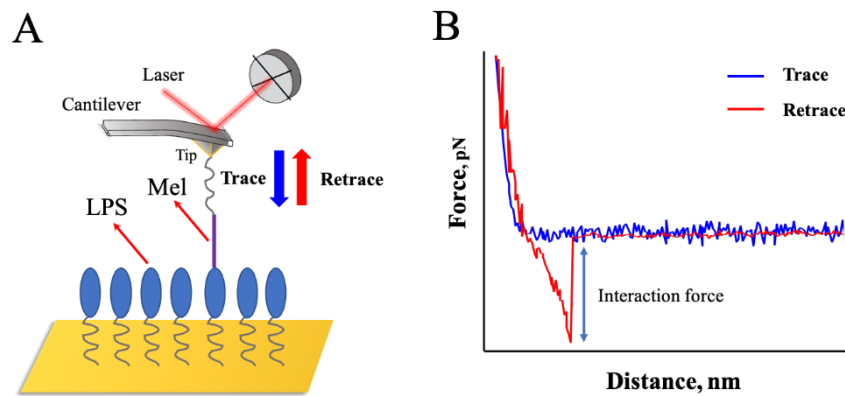 A
Laser
Cantilever
Tip
Trace
Retrace
Mel
LPS
B
Trace
Retrace
Force, pN
Interaction force
Distance, nm